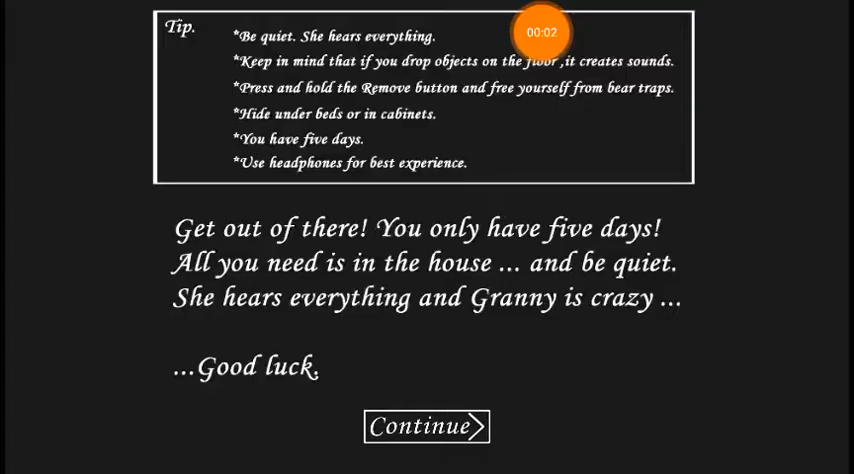 Tip.
*Be quiet. She hears everything.
00:02
*Keep in mind that if you drop objects on the floor ,it creates sounds.
*Press and hold the Remove button and free yourself from bear traps.
*Hide under beds or in cabinets.
*You have five days.
*Use headphones for best experience.
Get out of there! You only have five days!
All you need is in the house ... and be quiet.
She hears everything and Granny is crazy ...
...Good luck.
Continue